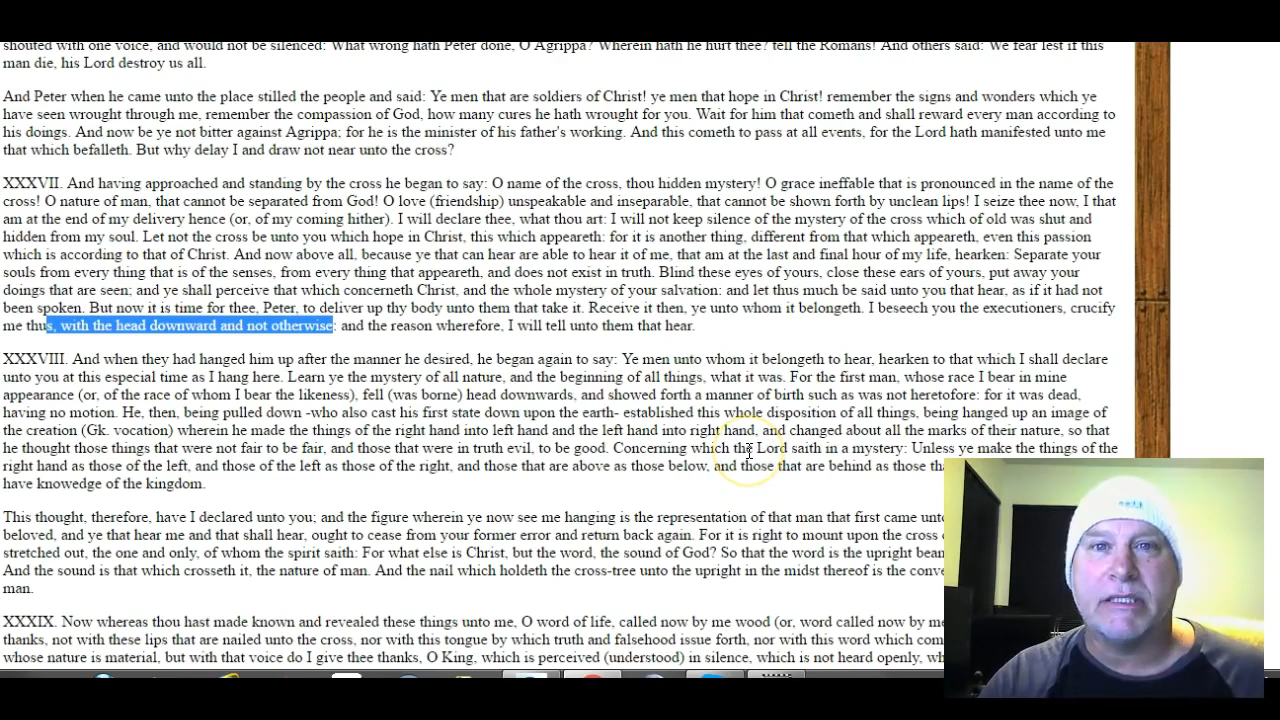 shouted with one voice, and would not be silenced: What wrong hath Peter done, O Agrippa? Wherein hath he hurt thee? tell the Romans! And others said: We fear lest if this
man die, his Lord destroy us all.
And Peter when he came unto the place stilled the people and said: Ye men that are soldiers of Christ! ye men that hope in Christ! remember the signs and wonders which ye
have seen wrought through me, remember the compassion of God, how many cures he hath wrought for you. Wait for him that cometh and shall reward every man according to
his doings. And now be ye not bitter against Agrippa; for he is the minister of his father's working. And this cometh to pass at all events, for the Lord hath manifested unto me
that which befalleth. But why delay I and draw not near unto the cross?
XXXVII. And having approached and standing by the cross he began to say: O name of the cross, thou hidden mystery! O grace ineffable that is pronounced in the name of the
cross! O nature of man, that cannot be separated from God! O love (friendship) unspeakable and inseparable, that cannot be shown forth by unclean lips! I seize thee now, I that
am at the end of my delivery hence (or, of my coming hither). I will declare thee, what thou art: I will not keep silence of the mystery of the cross which of old was shut and
hidden from my soul. Let not the cross be unto you which hope in Christ, this which appeareth: for it is another thing, different from that which appeareth, even this passion
which is according to that of Christ. And now above all, because ye that can hear are able to hear it of me, that am at the last and final hour of my life, hearken: Separate your
souls from every thing that is of the senses, from every thing that appeareth, and does not exist in truth. Blind these eyes of yours, close these ears of yours, put away your
doings that are seen; and ye shall perceive that which concerneth Christ, and the whole mystery of your salvation: and let thus much be said unto you that hear, as if it had not
been spoken. But now it is time for thee, Peter, to deliver up thy body unto them that take it. Receive it then, ye unto whom it belongeth. I beseech you the executioners, crucify
me thus, with the head downward and not otherwise: and the reason wherefore, I will tell unto them that hear.
XXXVIII. And when they had hanged him up after the manner he desired, he began again to say: Ye men unto whom it belongeth to hear, hearken to that which I shall declare
unto you at this especial time as I hang here. Learn ye the mystery of all nature, and the beginning of all things, what it was. For the first man, whose race I bear in mine
appearance (or, of the race of whom I bear the likeness), fell (was borne) head downwards, and showed forth a manner of birth such as was not heretofore: for it was dead,
having no motion. He, then, being pulled down -who also cast his first state down upon the earth- established this whole disposition of all things, being hanged up an image of
the creation (Gk. vocation) wherein he made the things of the right hand into left hand and the left hand into right hand, and changed about all the marks of their nature, so that
he thought those things that were not fair to be fair, and those that were in truth evil, to be good. Concerning which the Lord saith in a mystery: Unless ye make the things of the
right hand as those of the left, and those of the left as those of the right, and those that are above as those below, and those that are behind as those tha
have knowedge of the kingdom.
This thought, therefore, have I declared unto you; and the figure wherein ye now see me hanging is the representation of that man that first came unto
beloved, and ye that hear me and that shall hear, ought to cease from your former error and return back again. For it is right to mount upon the cross
stretched out, the one and only, of whom the spirit saith: For what else is Christ, but the word, the sound of God? So that the word is the upright bean
And the sound is that which crosseth it, the nature of man. And the nail which holdeth the cross-tree unto the upright in the midst thereof is the conve
man.
XXXIX. Now whereas thou hast made known and revealed these things unto me, O word of life, called now by me wood (or, word called now by me
thanks, not with these lips that are nailed unto the cross, nor with this tongue by which truth and falsehood issue forth, nor with this word which com
whose nature is material, but with that voice do I give thee thanks, O King, which is perceived (understood) in silence, which is not heard openly, wh